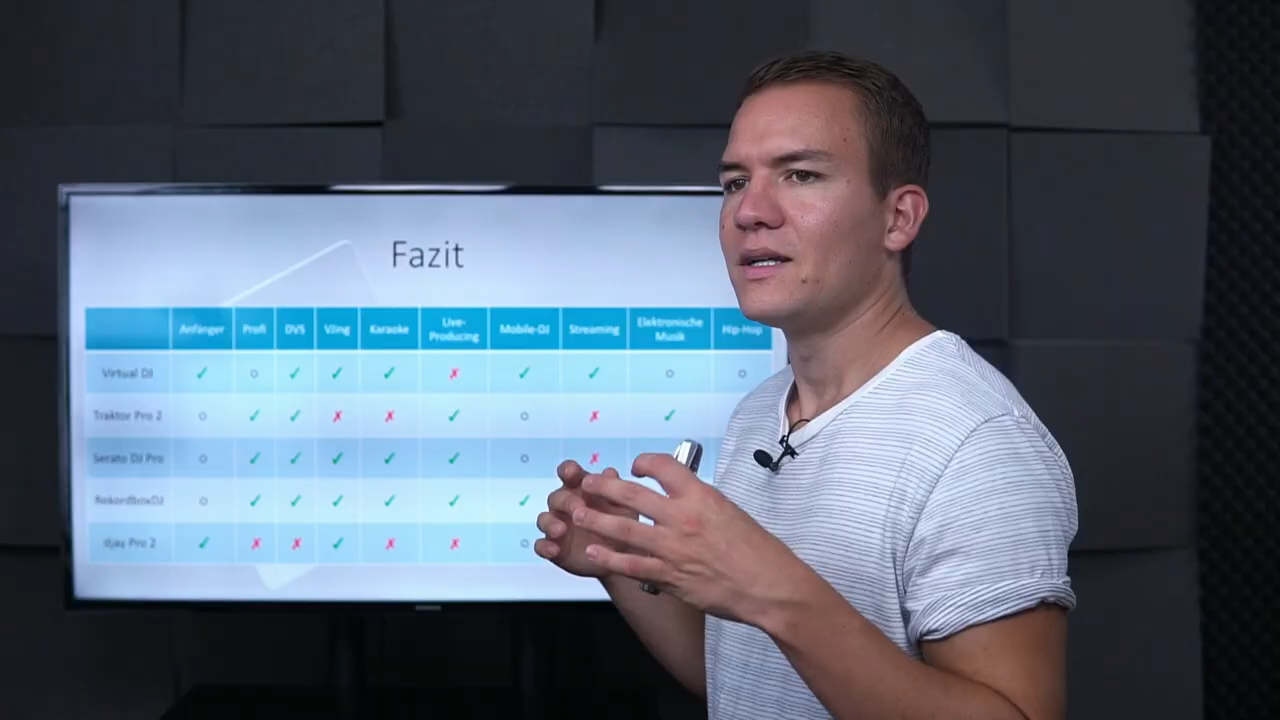 Fazit
Anfänger Profi DVS VJing Karaoke Live-Producing Mobile-DJ Streaming Elektronische Musik Hip-Hop
Virtual DJ ✓ ○ ✓ ✓ ✓ ✗ ✓ ✓ ○ ○
Traktor Pro 2 ○ ✓ ✓ ✗ ✗ ✓ ○ ✗ ✓
Serato DJ Pro ○ ✓ ✓ ✓ ✓ ✓ ○ ✗
RekordboxDJ ○ ✓ ✓ ✓ ✓ ✓ ✓
djay Pro 2 ✓ ✗ ✗ ✓ ✗ ✗ ○